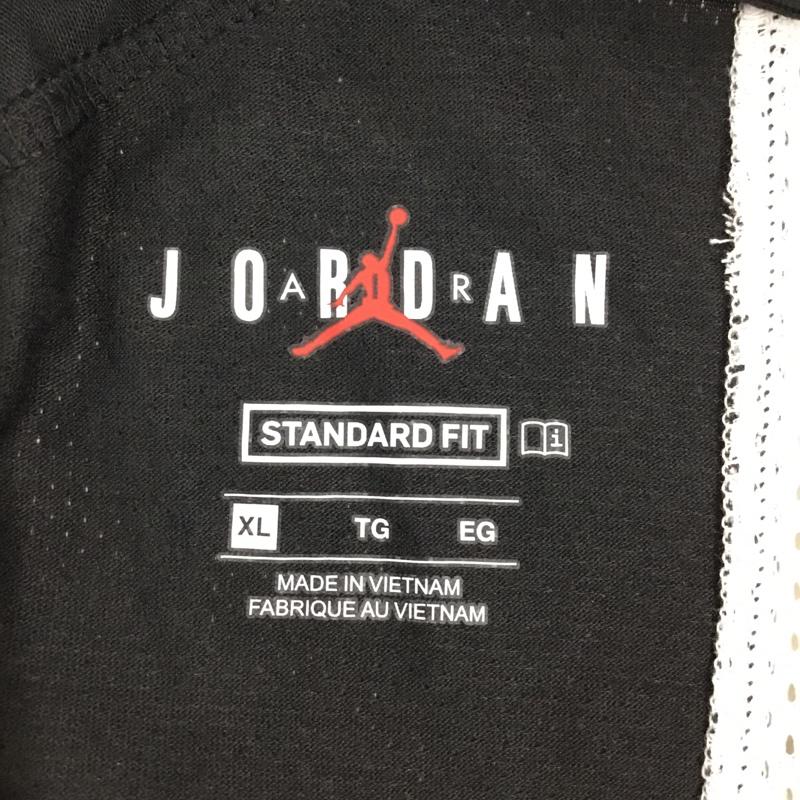 JORDAN
AIR
STANDARD FIT
i
XL TG EG
MADE IN VIETNAM
FABRIQUE AU VIETNAM